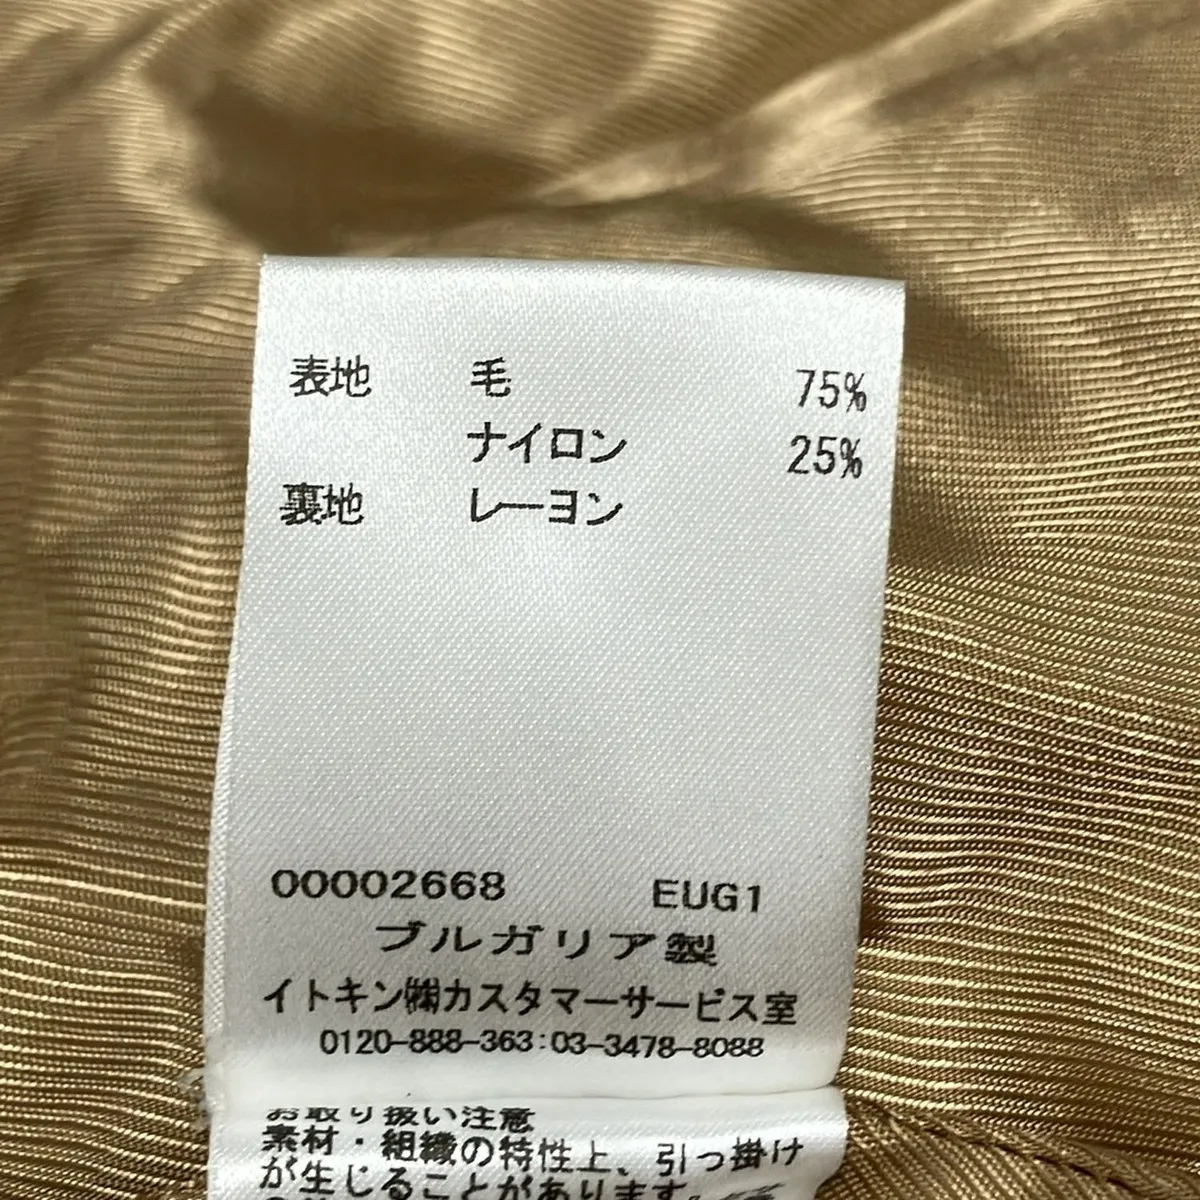 表地 毛 75%
ナイロン 25%
裏地 レーヨン
00002668 EUG1
ブルガリア製
イトキン㈱カスタマーサービス室
0120-888-363:03-3478-8088
お取り扱い注意
素材・組織の特性上、引っ掛け
が生じることがあります。